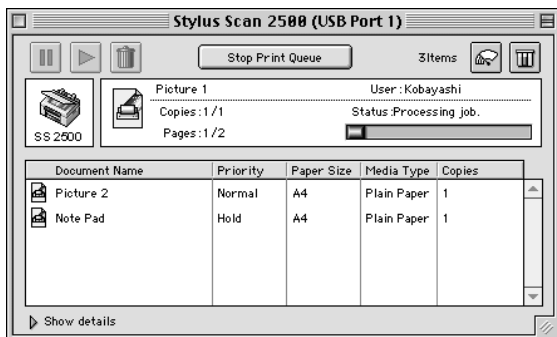 Stylus Scan 2500 (USB Port 1)
Stop Print Queue
3Items
SS 2500
Picture 1 User:Kobayashi
Copies:1/1 Status:Processing job.
Pages:1/2
Document Name Priority Paper Size Media Type Copies
Picture 2 Normal A4 Plain Paper 1
Note Pad Hold A4 Plain Paper 1
Show details